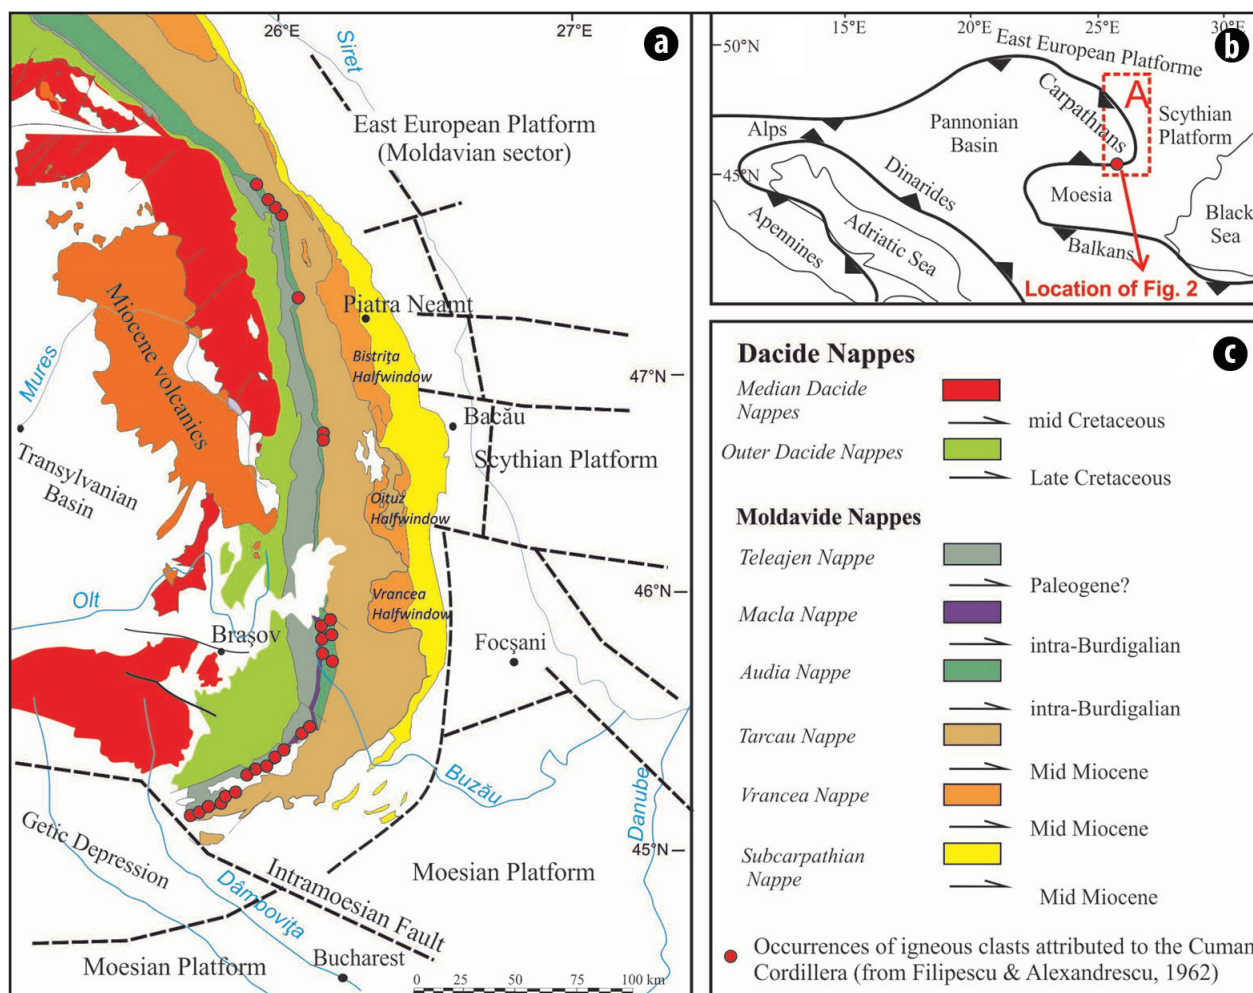 26°E
27°E
a
Siret
East European Platform
(Moldavian sector)
Piatra Neamt
Bistriţa
Halfwindow
Miocene volcanics
Mures
47°N
Bacău
Transylvanian
Basin
Scythian Platform
Oituz
Halfwindow
46°N
Vrancea
Halfwindow
Olt
Braşov
Focşani
Buzău
Danube
45°N
Getic Depression
Moesian Platform
Intramoesian Fault
Dâmboviţa
Moesian Platform
Bucharest
0 25 50 75 100 km
15°E
20°E
25°E
30°E
b
50°N
East European Platforme
A
Carpathians
Scythian
Platform
Pannonian
Basin
Alps
45°N
Dinarides
Moesia
Black
Sea
Apennines
Adriatic Sea
Balkans
Location of Fig. 2
c
Dacide Nappes
Median Dacide
Nappes
mid Cretaceous
Outer Dacide Nappes
Late Cretaceous
Moldavide Nappes
Teleajen Nappe
Paleogene?
Macla Nappe
intra-Burdigalian
Audia Nappe
intra-Burdigalian
Tarcau Nappe
Mid Miocene
Vrancea Nappe
Mid Miocene
Subcarpathian
Nappe
Mid Miocene
Occurrences of igneous clasts attributed to the Cuman
Cordillera (from Filipescu & Alexandrescu, 1962)